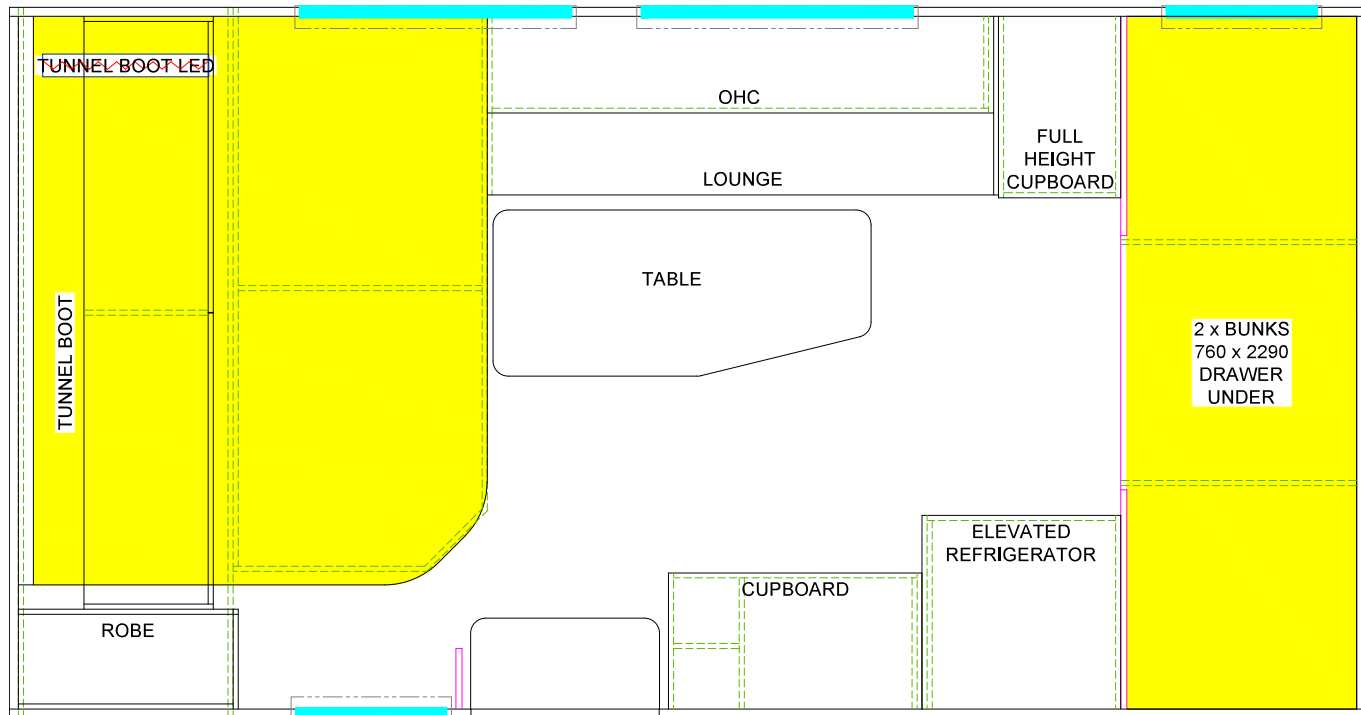 TUNNEL BOOT LED
OHC
FULL
HEIGHT
CUPBOARD
LOUNGE
TABLE
TUNNEL BOOT
2 x BUNKS
760 x 2290
DRAWER
UNDER
ELEVATED
REFRIGERATOR
CUPBOARD
ROBE